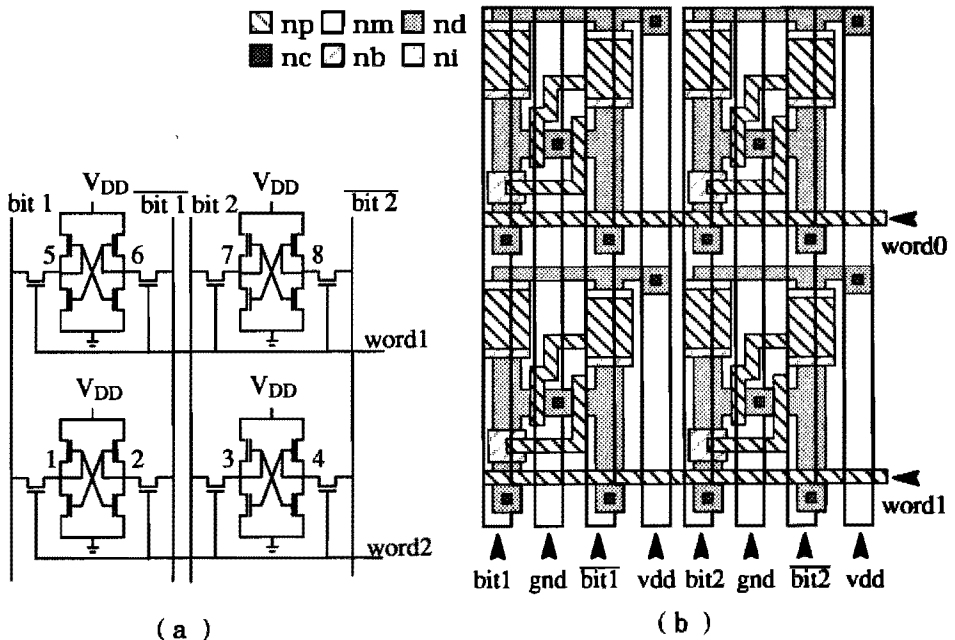 np nm nd
nc nb ni
V_DD V_DD
bit 1 bit 1 bit 2 bit 2
5 6 7 8
word1
V_DD V_DD
1 2 3 4
word2
( a )
word0
word1
bit1 gnd bit1 vdd bit2 gnd bit2 vdd
( b )